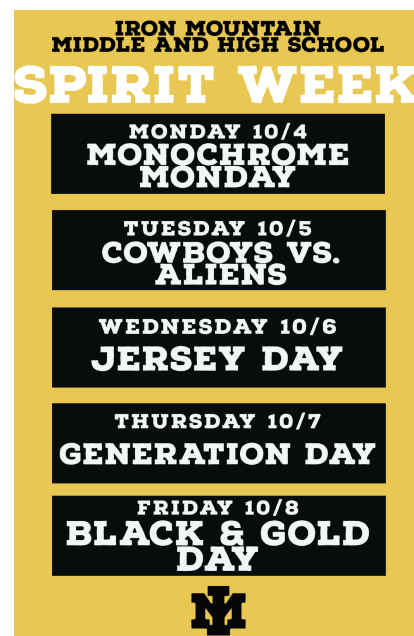 IRON MOUNTAIN
MIDDLE AND HIGH SCHOOL
SPIRIT WEEK
MONDAY 10/4
MONOCHROME
MONDAY
TUESDAY 10/5
COWBOYS VS.
ALIENS
WEDNESDAY 10/6
JERSEY DAY
THURSDAY 10/7
GENERATION DAY
FRIDAY 10/8
BLACK & GOLD
DAY
IM